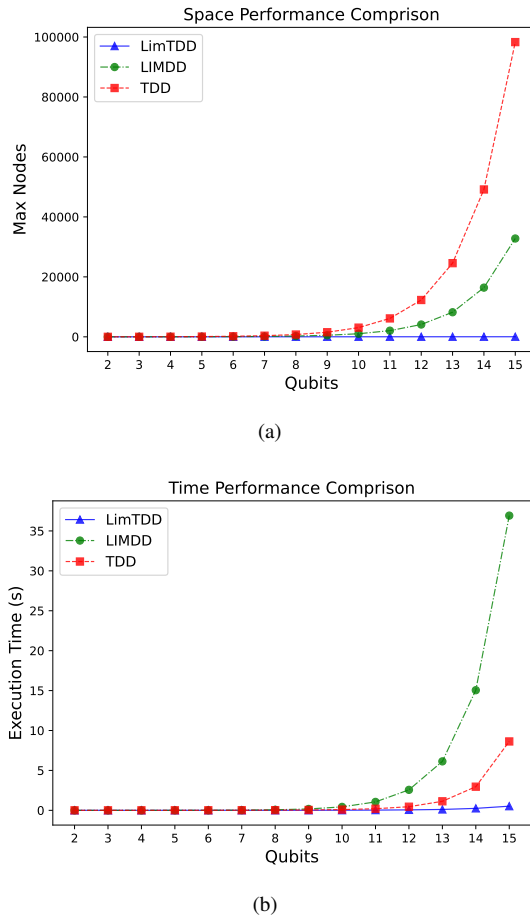 Space Performance Comprison
LimTDD
LIMDD
TDD
Max Nodes
100000
80000
60000
40000
20000
0
2 3 4 5 6 7 8 9 10 11 12 13 14 15
Qubits
(a)
Time Performance Comprison
LimTDD
LIMDD
TDD
Execution Time (s)
35
30
25
20
15
10
5
0
2 3 4 5 6 7 8 9 10 11 12 13 14 15
Qubits
(b)